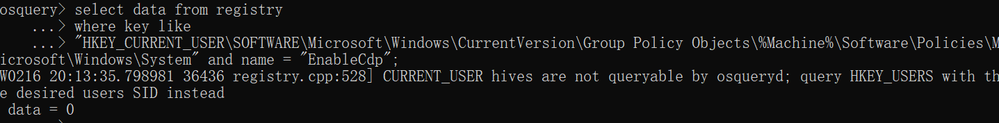 osquery> select data from registry
...> where key like
...> "HKEY_CURRENT_USER\SOFTWARE\Microsoft\Windows\CurrentVersion\Group Policy Objects\%Machine%\Software\Policies\M
icrosoft\Windows\System" and name = "EnableCdp";
W0216 20:13:35.798981 36436 registry.cpp:528] CURRENT_USER hives are not queryable by osqueryd; query HKEY_USERS with th
e desired users SID instead
data = 0